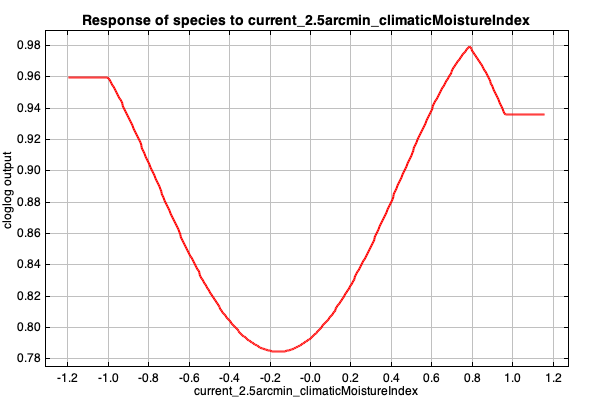 Response of species to current_2.5arcmin_climaticMoistureIndex
0.98
0.96
0.94
0.92
0.90
0.88
0.86
0.84
0.82
0.80
0.78
cloglog output
-1.2 -1.0 -0.8 -0.6 -0.4 -0.2 -0.0 0.2 0.4 0.6 0.8 1.0 1.2
current_2.5arcmin_climaticMoistureIndex